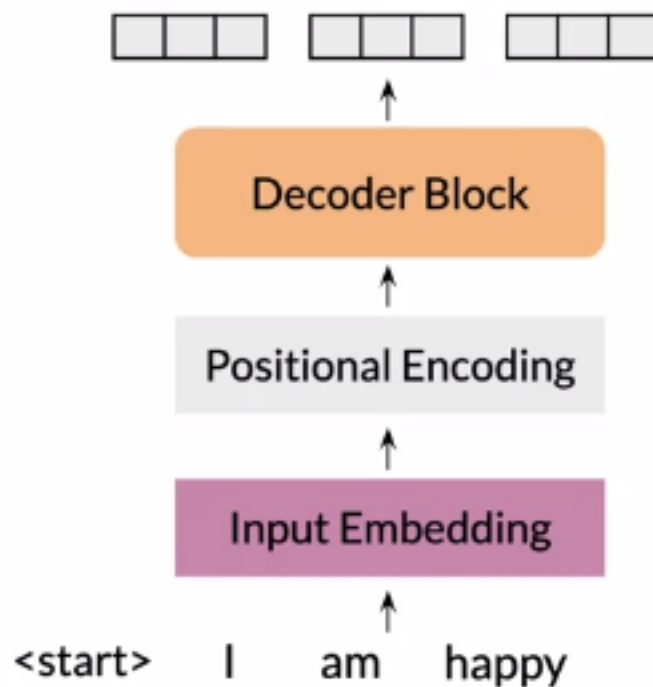 Decoder Block
Positional Encoding
Input Embedding
<start> I am happy